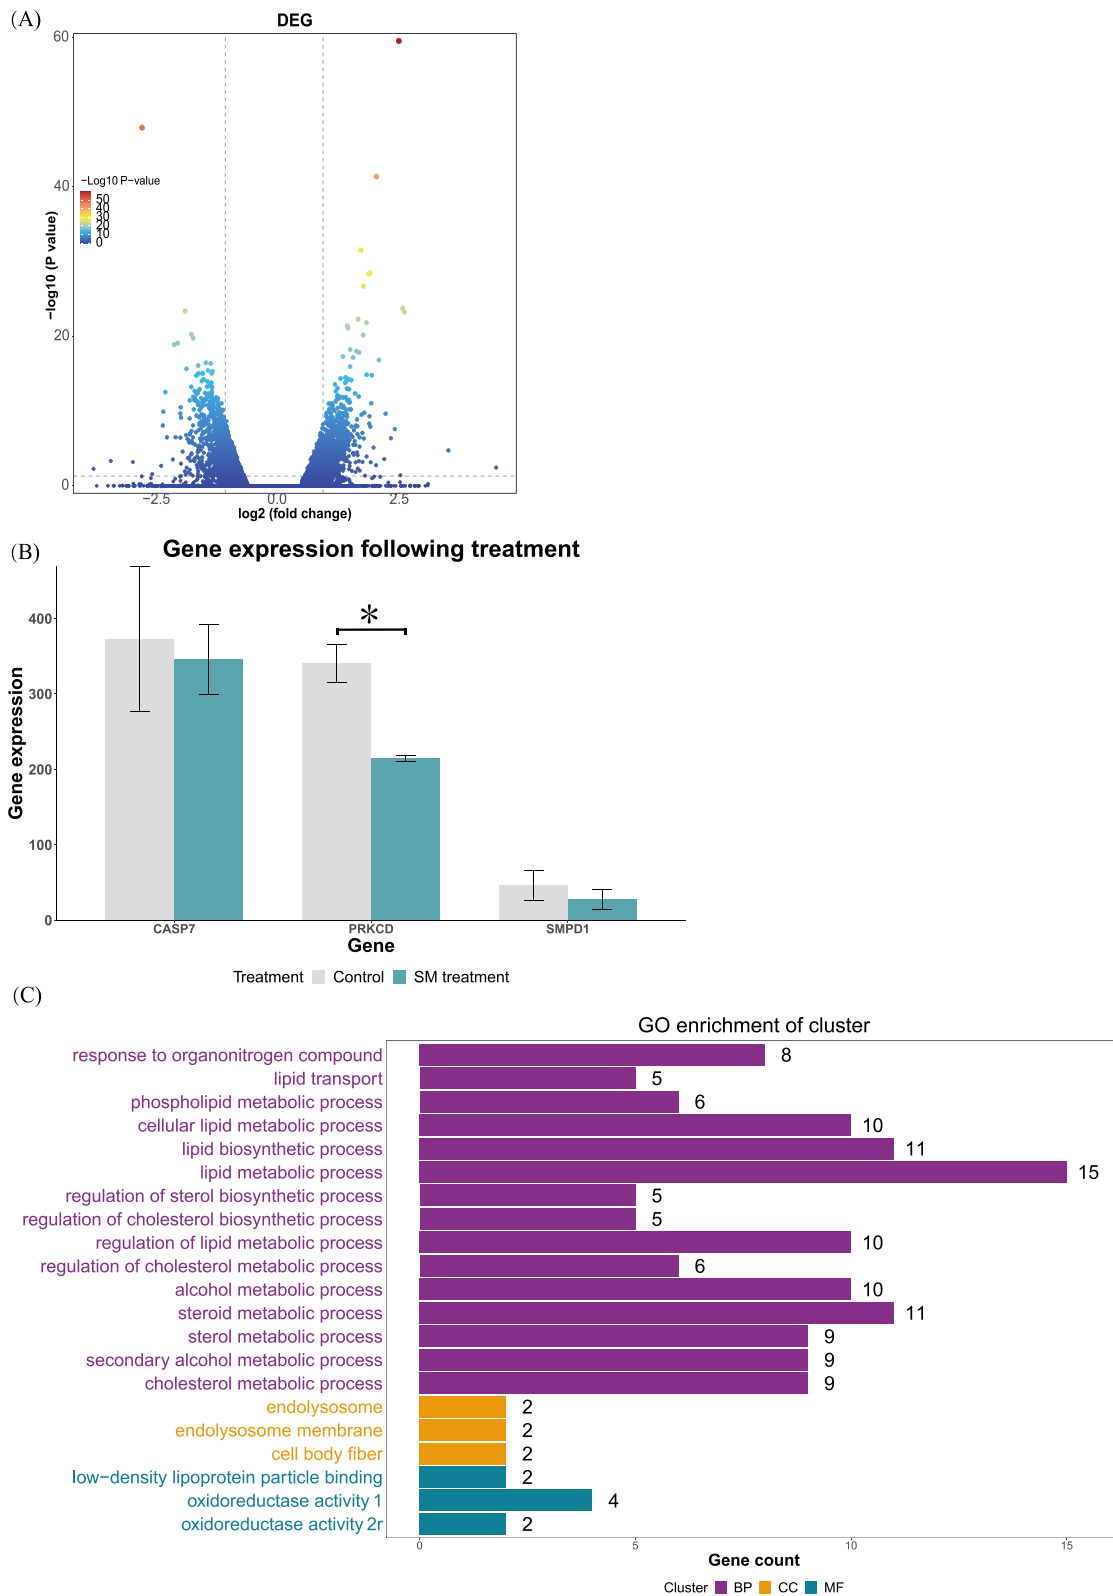 (A)
DEG
60
40
20
0
−log10 (P value)
−Log10 P−value
50
40
30
20
10
0
−2.5
0.0
2.5
log2 (fold change)
(B)
Gene expression following treatment
400
300
200
100
0
Gene expression
*
CASP7
PRKCD
SMPD1
Gene
Treatment Control SM treatment
(C)
GO enrichment of cluster
response to organonitrogen compound 8
lipid transport 5
phospholipid metabolic process 6
cellular lipid metabolic process 10
lipid biosynthetic process 11
lipid metabolic process 15
regulation of sterol biosynthetic process 5
regulation of cholesterol biosynthetic process 5
regulation of lipid metabolic process 10
regulation of cholesterol metabolic process 6
alcohol metabolic process 10
steroid metabolic process 11
sterol metabolic process 9
secondary alcohol metabolic process 9
cholesterol metabolic process 9
endolysosome 2
endolysosome membrane 2
cell body fiber 2
low−density lipoprotein particle binding 2
oxidoreductase activity 1 4
oxidoreductase activity 2r 2
0 5 10 15
Gene count
Cluster BP CC MF